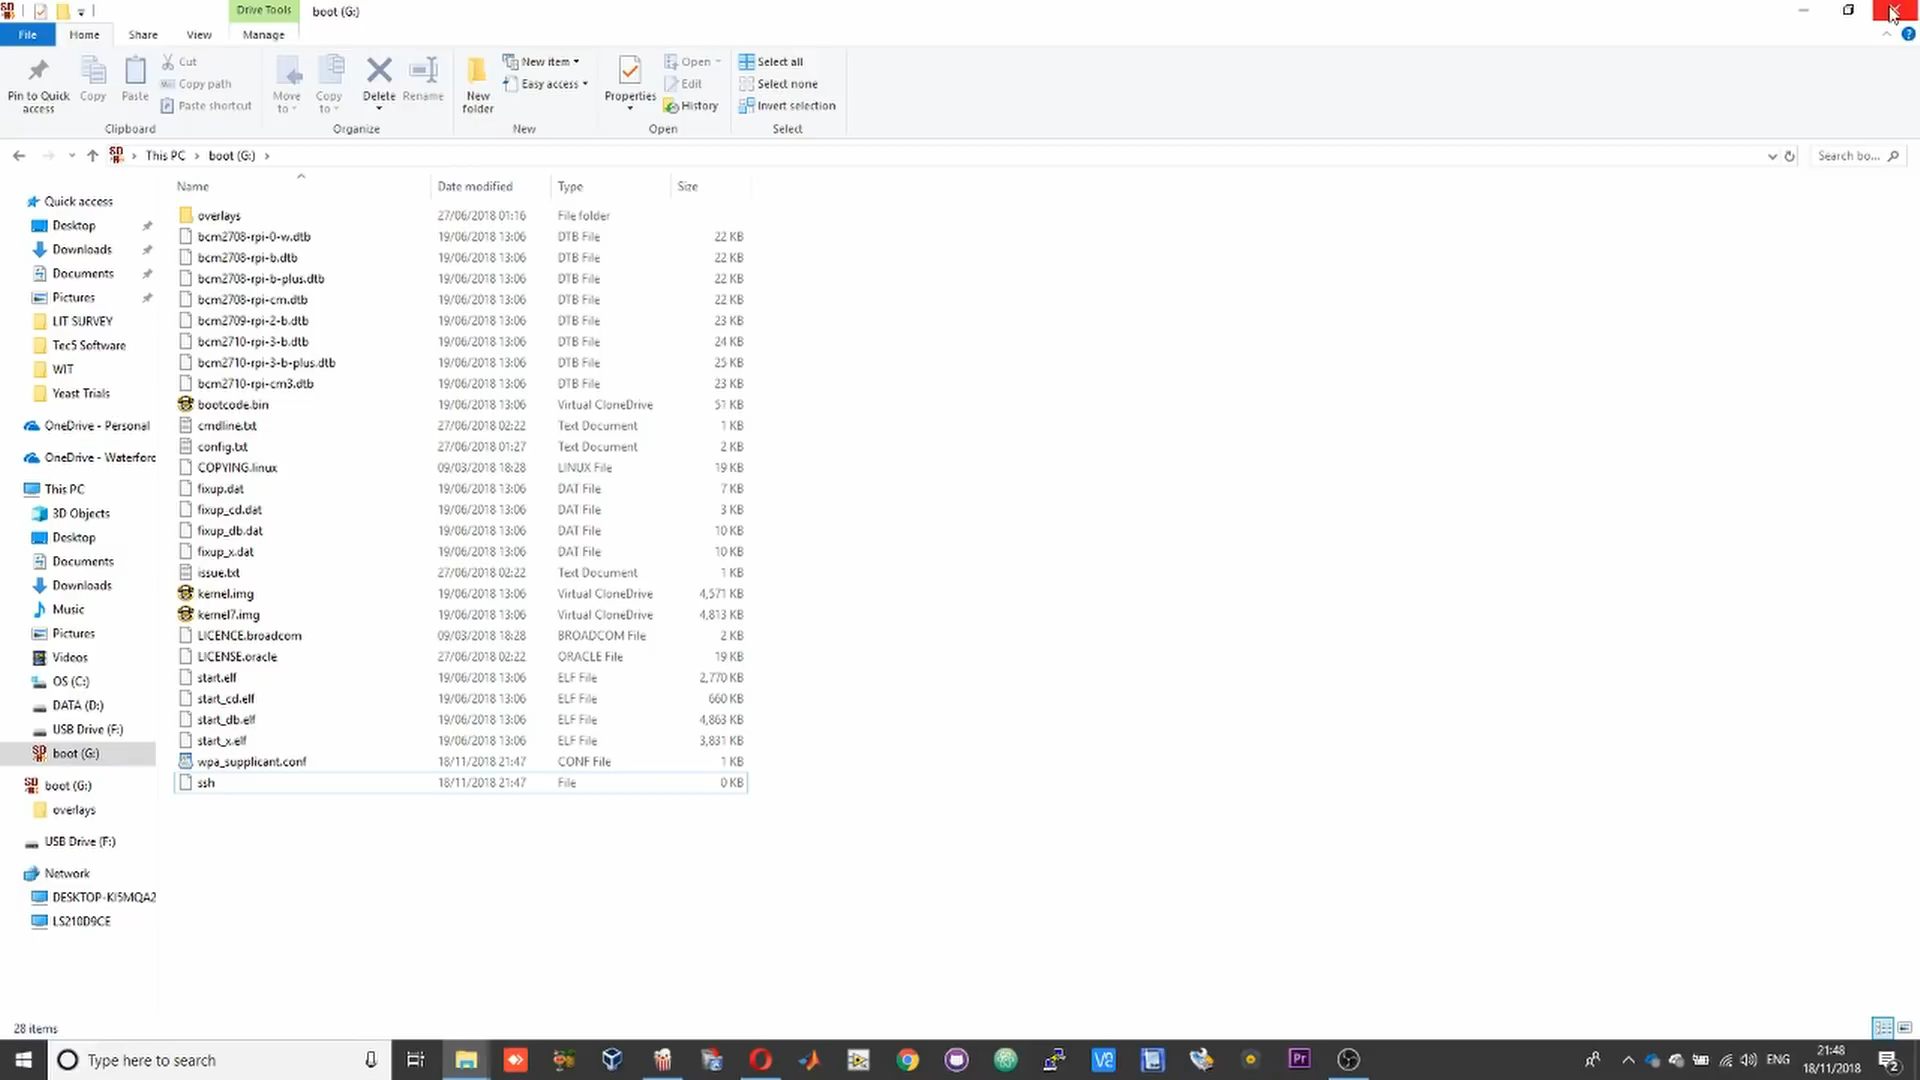 Drive Tools
boot (G:)
File
Home
Share
View
Manage
Pin to Quick access
Copy
Paste
Cut
Copy path
Paste shortcut
Clipboard
Move to
Copy to
Delete
Rename
Organize
New folder
New item
Easy access
New
Properties
Open
Edit
History
Open
Select all
Select none
Invert selection
Select
This PC > boot (G:) >
Search bo...
Name Date modified Type Size
overlays 27/06/2018 01:16 File folder
bcm2708-rpi-0-w.dtb 19/06/2018 13:06 DTB File 22 KB
bcm2708-rpi-b.dtb 19/06/2018 13:06 DTB File 22 KB
bcm2708-rpi-b-plus.dtb 19/06/2018 13:06 DTB File 22 KB
bcm2708-rpi-cm.dtb 19/06/2018 13:06 DTB File 22 KB
bcm2709-rpi-2-b.dtb 19/06/2018 13:06 DTB File 23 KB
bcm2710-rpi-3-b.dtb 19/06/2018 13:06 DTB File 24 KB
bcm2710-rpi-3-b-plus.dtb 19/06/2018 13:06 DTB File 25 KB
bcm2710-rpi-cm3.dtb 19/06/2018 13:06 DTB File 23 KB
bootcode.bin 19/06/2018 13:06 Virtual CloneDrive 51 KB
cmdline.txt 27/06/2018 02:22 Text Document 1 KB
config.txt 27/06/2018 01:27 Text Document 2 KB
COPYING.linux 09/03/2018 18:28 LINUX File 19 KB
fixup.dat 19/06/2018 13:06 DAT File 7 KB
fixup_cd.dat 19/06/2018 13:06 DAT File 3 KB
fixup_db.dat 19/06/2018 13:06 DAT File 10 KB
fixup_x.dat 19/06/2018 13:06 DAT File 10 KB
issue.txt 27/06/2018 02:22 Text Document 1 KB
kernel.img 19/06/2018 13:06 Virtual CloneDrive 4,571 KB
kernel7.img 19/06/2018 13:06 Virtual CloneDrive 4,813 KB
LICENCE.broadcom 09/03/2018 18:28 BROADCOM File 2 KB
LICENSE.oracle 27/06/2018 02:22 ORACLE File 19 KB
start.elf 19/06/2018 13:06 ELF File 2,770 KB
start_cd.elf 19/06/2018 13:06 ELF File 660 KB
start_db.elf 19/06/2018 13:06 ELF File 4,863 KB
start_x.elf 19/06/2018 13:06 ELF File 3,831 KB
wpa_supplicant.conf 18/11/2018 21:47 CONF File 1 KB
ssh 18/11/2018 21:47 File 0 KB
Quick access
Desktop
Downloads
Documents
Pictures
LIT SURVEY
Tec5 Software
WIT
Yeast Trials
OneDrive - Personal
OneDrive - Waterforc
This PC
3D Objects
Desktop
Documents
Downloads
Music
Pictures
Videos
OS (C:)
DATA (D:)
USB Drive (F:)
boot (G:)
boot (G:)
overlays
USB Drive (F:)
Network
DESKTOP-KI5MQA2
LS210D9CE
28 items
Type here to search
Pr
ENG
21:48
18/11/2018
2